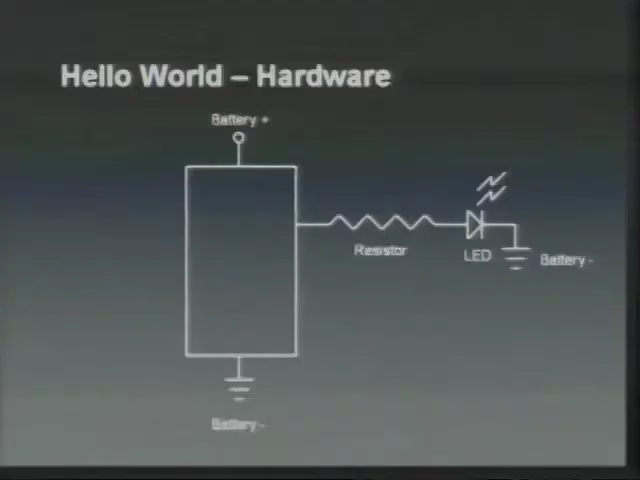 Hello World – Hardware
Battery +
Resistor
LED
Battery -
Battery -